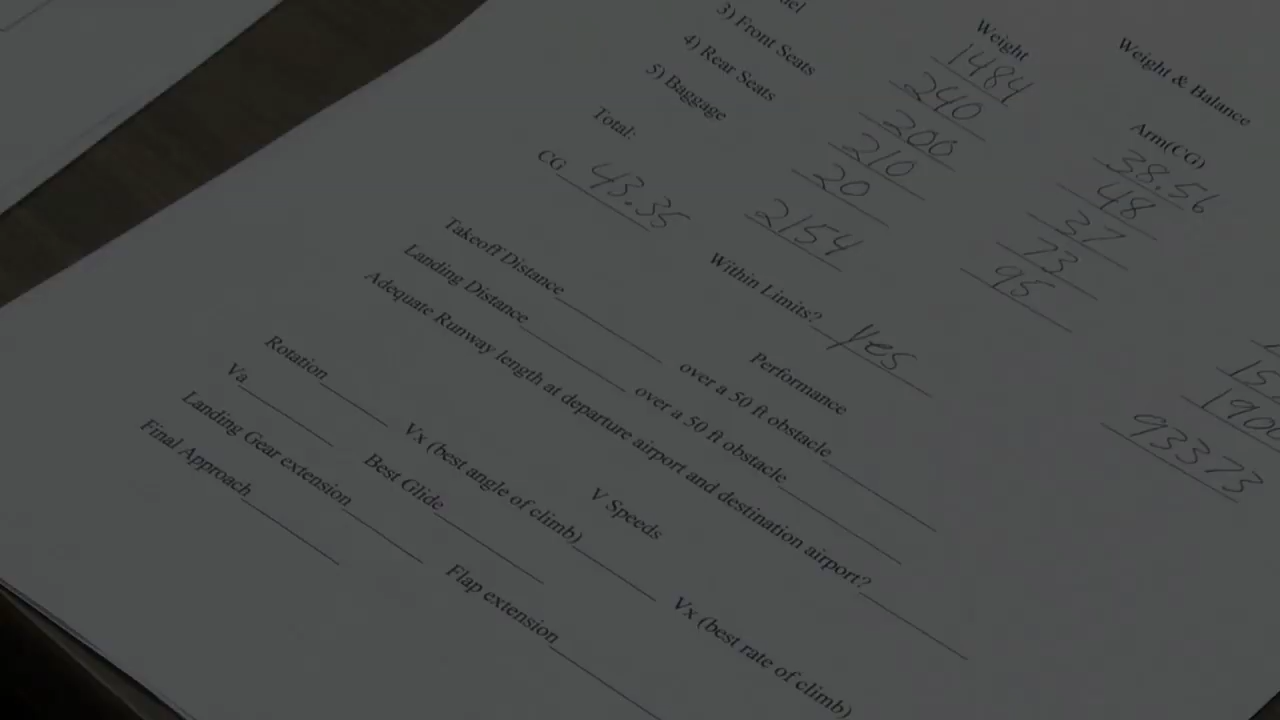 Weight & Balance
Weight Arm(CG)
1484 38.56
240 48
3) Front Seats 200 37
4) Rear Seats 210 73
5) Baggage 20 95
1900
Total: 2154 93373
CG 43.35 Within Limits? yes
Performance
Takeoff Distance over a 50 ft obstacle
Landing Distance over a 50 ft obstacle
Adequate Runway length at departure airport and destination airport?
V Speeds
Rotation Vx (best angle of climb) Vx (best rate of climb)
Va Best Glide Flap extension
Landing Gear extension
Final Approach